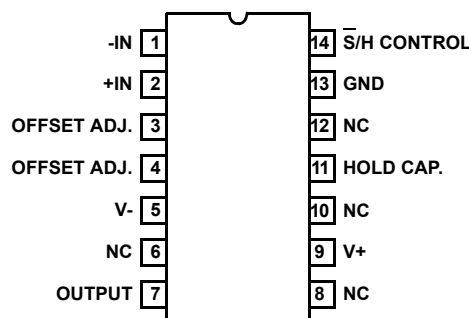 -IN 1 14 S̅/H CONTROL
+IN 2 13 GND
OFFSET ADJ. 3 12 NC
OFFSET ADJ. 4 11 HOLD CAP.
V- 5 10 NC
NC 6 9 V+
OUTPUT 7 8 NC